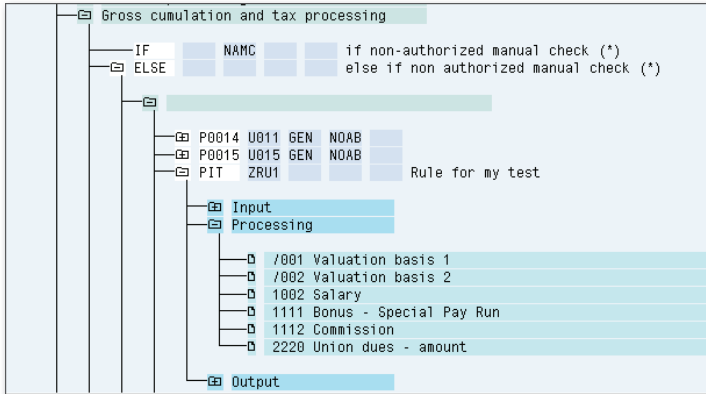 Gross cumulation and tax processing
IF NAMC if non-authorized manual check (*)
ELSE else if non authorized manual check (*)
P0014 U011 GEN NOAB
P0015 U015 GEN NOAB
PIT ZRU1 Rule for my test
Input
Processing
/001 Valuation basis 1
/002 Valuation basis 2
1002 Salary
1111 Bonus - Special Pay Run
1112 Commission
2220 Union dues - amount
Output